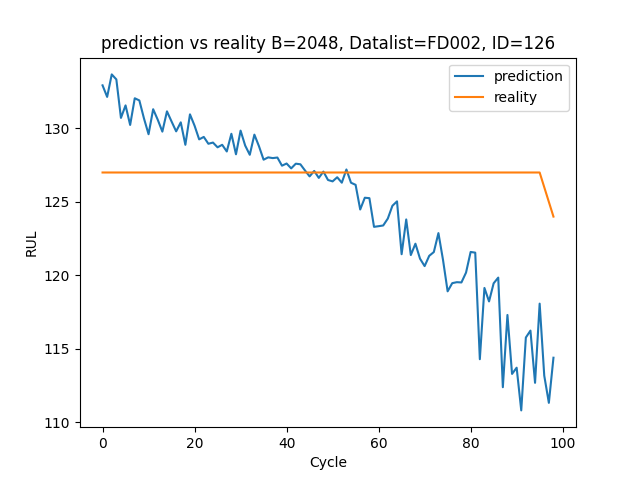 prediction vs reality B=2048, Datalist=FD002, ID=126
prediction
reality
130
125
120
115
110
RUL
0 20 40 60 80 100
Cycle